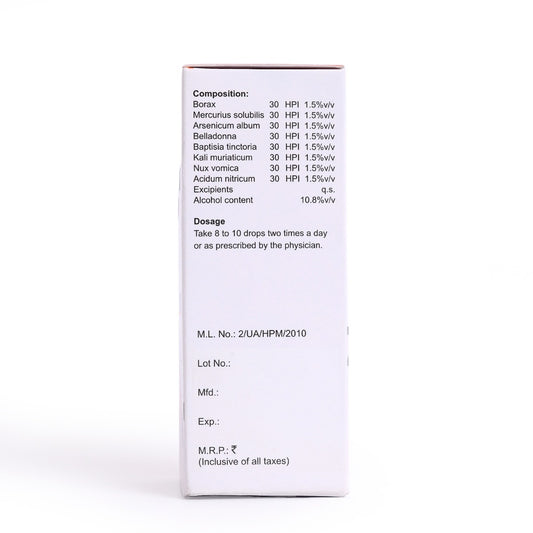 Composition:
Borax 30 HPI 1.5%v/v
Mercurius solubilis 30 HPI 1.5%v/v
Arsenicum album 30 HPI 1.5%v/v
Belladonna 30 HPI 1.5%v/v
Baptisia tinctoria 30 HPI 1.5%v/v
Kali muriaticum 30 HPI 1.5%v/v
Nux vomica 30 HPI 1.5%v/v
Acidum nitricum 30 HPI 1.5%v/v
Excipients q.s.
Alcohol content 10.8%v/v
Dosage
Take 8 to 10 drops two times a day
or as prescribed by the physician.
M.L. No.: 2/UA/HPM/2010
Lot No.:
Mfd.:
Exp.:
M.R.P.: ₹
(Inclusive of all taxes)